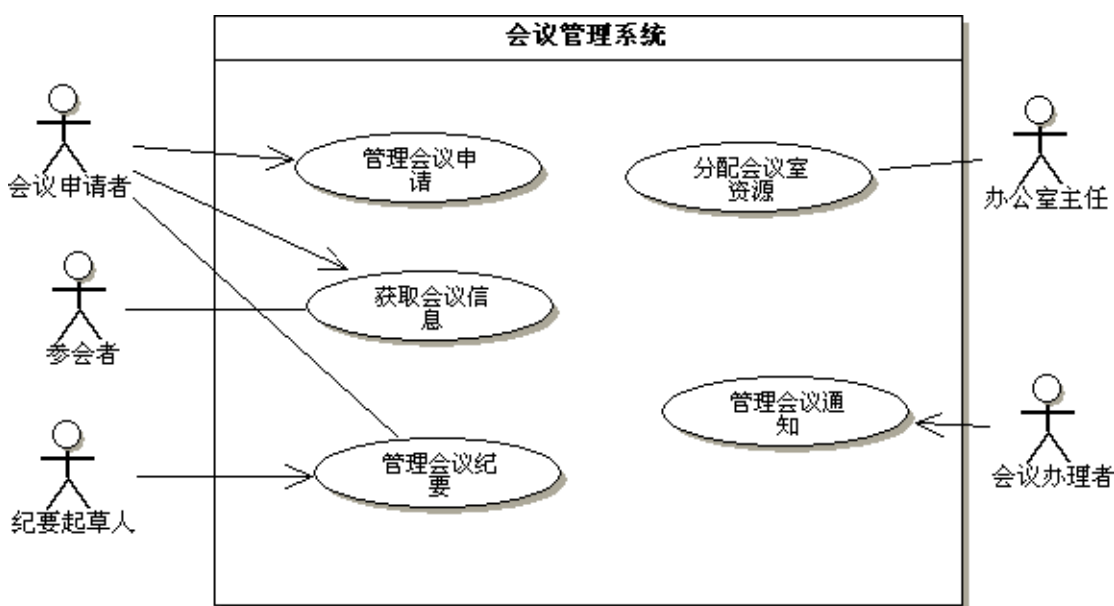 会议管理系统
会议申请者
管理会议申
请
分配会议室
资源
办公室主任
参会者
获取会议信
息
管理会议通
知
会议办理者
纪要起草人
管理会议纪
要